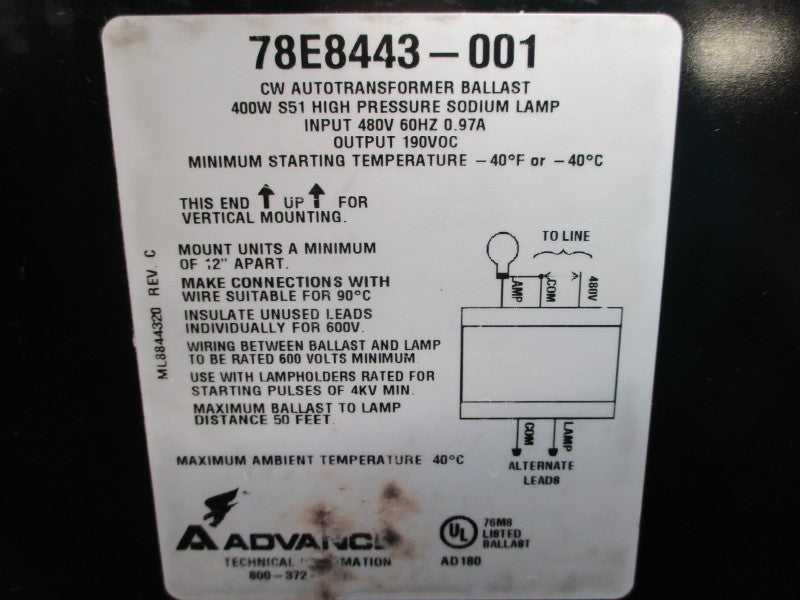 78E8443-001
CW AUTOTRANSFORMER BALLAST
400W S51 HIGH PRESSURE SODIUM LAMP
INPUT 480V 60HZ 0.97A
OUTPUT 190VOC
MINIMUM STARTING TEMPERATURE -40°F or -40°C
THIS END ↑ UP ↑ FOR
VERTICAL MOUNTING.
MOUNT UNITS A MINIMUM
OF 12" APART.
MAKE CONNECTIONS WITH
WIRE SUITABLE FOR 90°C
INSULATE UNUSED LEADS
INDIVIDUALLY FOR 600V.
WIRING BETWEEN BALLAST AND LAMP
TO BE RATED 600 VOLTS MINIMUM.
USE WITH LAMPHOLDERS RATED FOR
STARTING PULSES OF 4KV MIN.
MAXIMUM BALLAST TO LAMP
DISTANCE 50 FEET.
MAXIMUM AMBIENT TEMPERATURE 40°C
ML8844320 REV. C
TO LINE
LAMP
COM
480V
COM
LAMP
ALTERNATE
LEADS
ADVANCE
TECHNICAL INFORMATION
800-372-
UL
76M8
LISTED
BALLAST
AD180